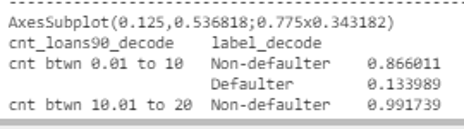 AxesSubplot(0.125,0.536818;0.775x0.343182)
cnt_loans90_decode label_decode
cnt btwn 0.01 to 10 Non-defaulter 0.866011
Defaulter 0.133989
cnt btwn 10.01 to 20 Non-defaulter 0.991739